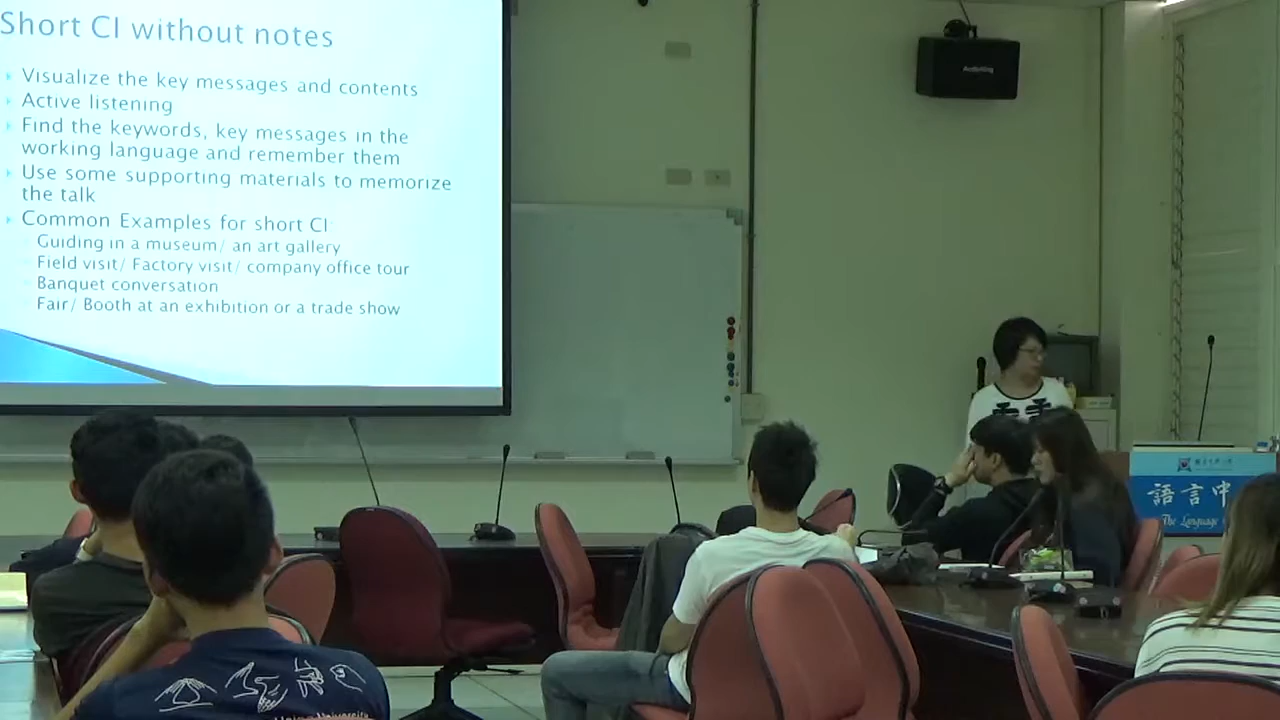 Short CI without notes
Visualize the key messages and contents
Active listening
Find the keywords, key messages in the
working language and remember them
Use some supporting materials to memorize
the talk
Common Examples for short CI
Guiding in a museum/ an art gallery
Field visit/ Factory visit/ company office tour
Banquet conversation
Fair/ Booth at an exhibition or a trade show
語言中
The Language
University